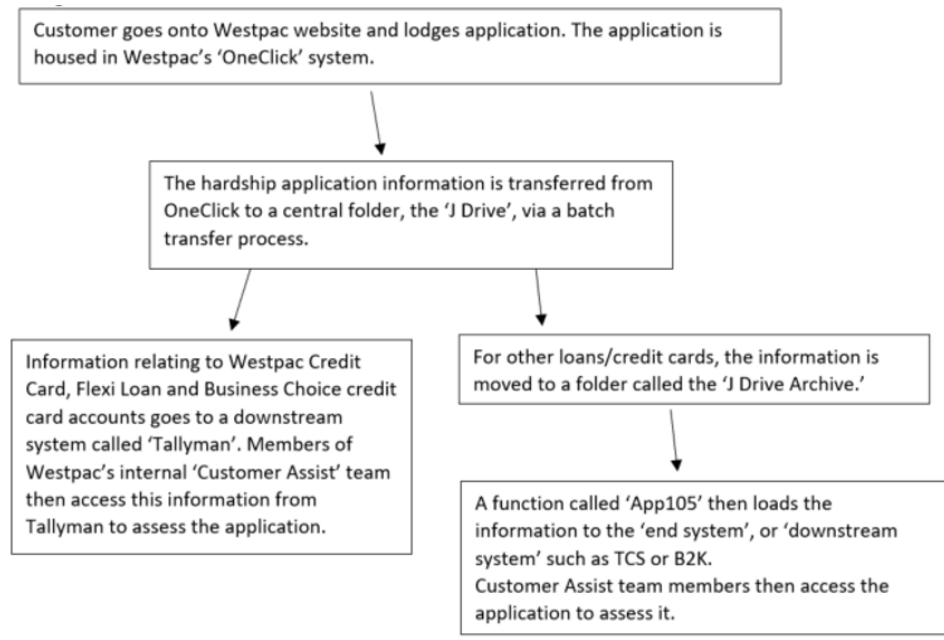 Customer goes onto Westpac website and lodges application. The application is
housed in Westpac's 'OneClick' system.
The hardship application information is transferred from
OneClick to a central folder, the 'J Drive', via a batch
transfer process.
Information relating to Westpac Credit
Card, Flexi Loan and Business Choice credit
card accounts goes to a downstream
system called 'Tallyman'. Members of
Westpac's internal 'Customer Assist' team
then access this information from
Tallyman to assess the application.
For other loans/credit cards, the information is
moved to a folder called the 'J Drive Archive.'
A function called 'App105' then loads the
information to the 'end system', or 'downstream
system' such as TCS or B2K.
Customer Assist team members then access the
application to assess it.